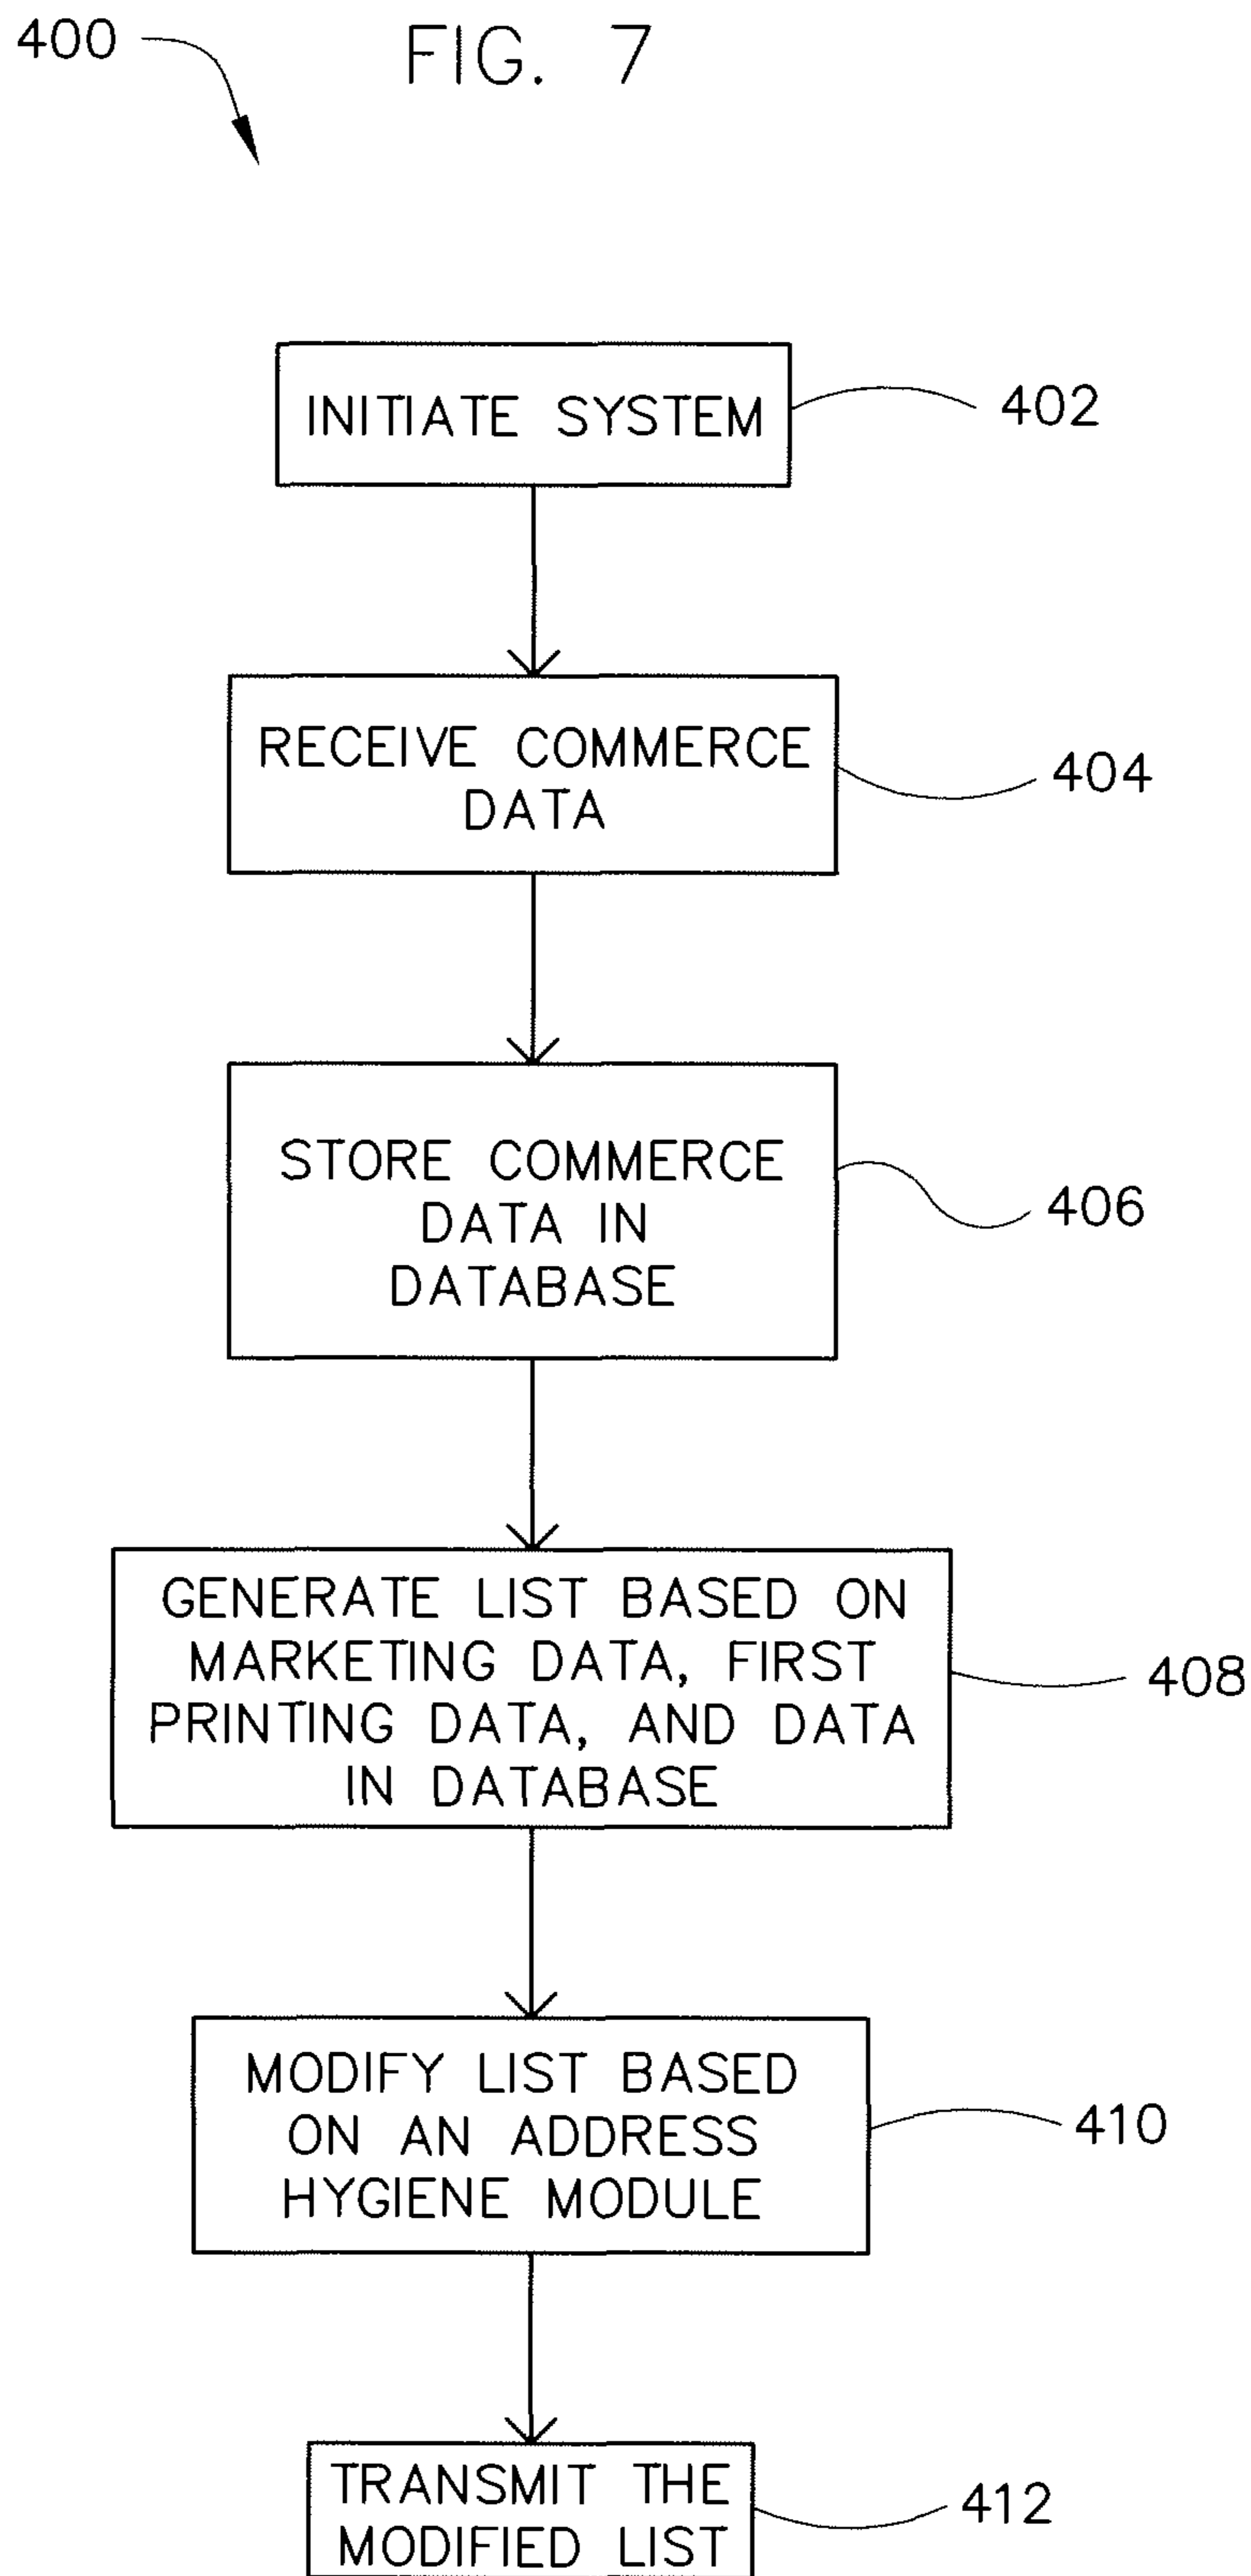 400
FIG. 7
INITIATE SYSTEM
402
RECEIVE COMMERCE
DATA
404
STORE COMMERCE
DATA IN
DATABASE
406
GENERATE LIST BASED ON
MARKETING DATA, FIRST
PRINTING DATA, AND DATA
IN DATABASE
408
MODIFY LIST BASED
ON AN ADDRESS
HYGIENE MODULE
410
TRANSMIT THE
MODIFIED LIST
412